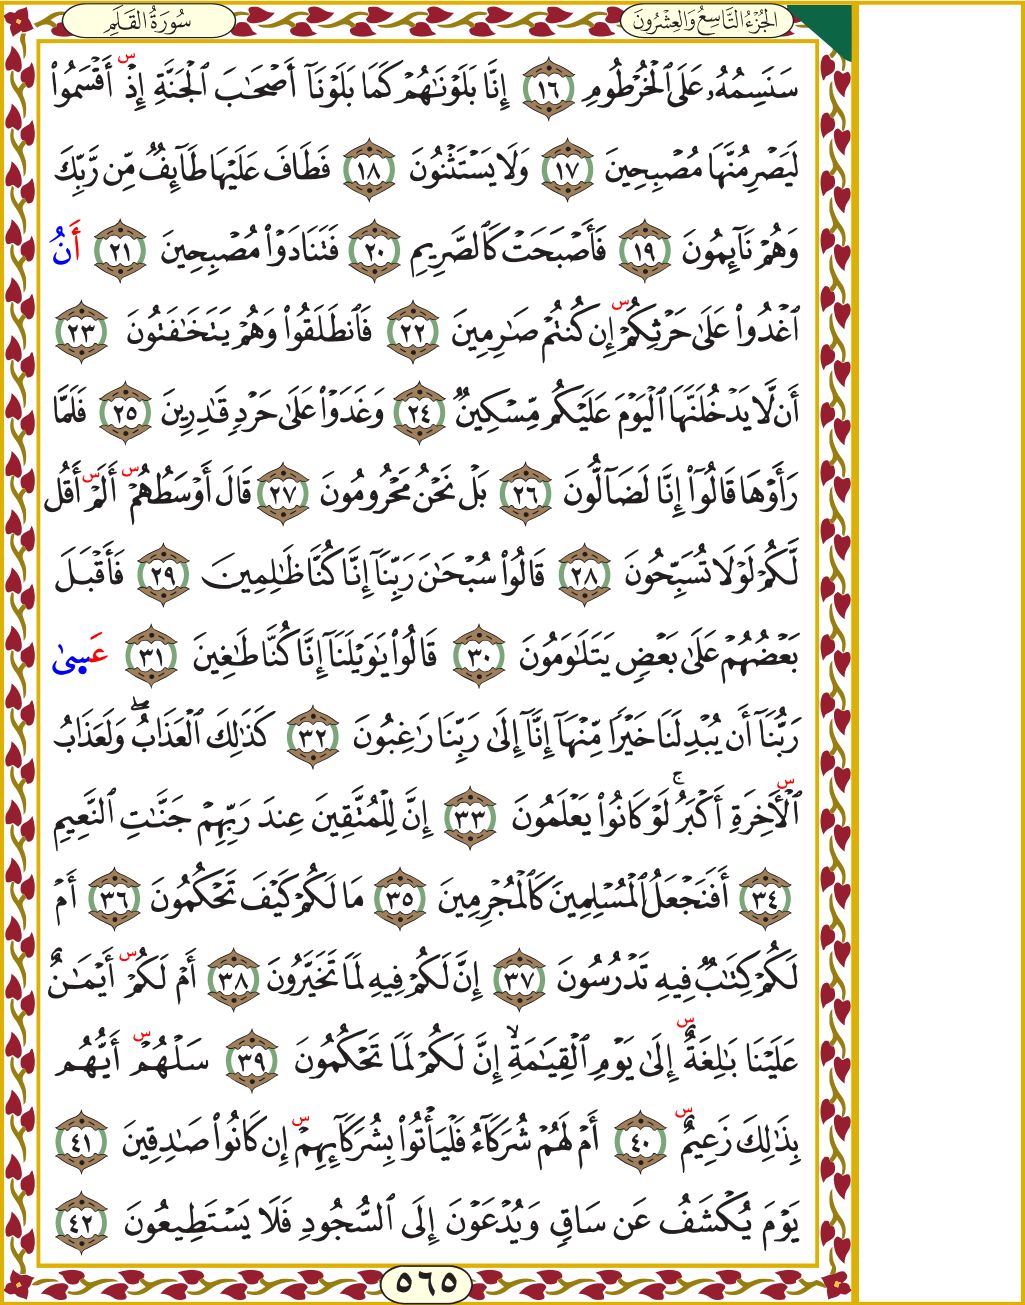 الجُزْءُ التَّاسِعُ وَالعِشْرُونَ
سُورَةُ القَلَمِ
سَنَسِمُهُۥ عَلَى ٱلْخُرْطُومِ ١٦ إِنَّا بَلَوْنَٰهُمْ كَمَا بَلَوْنَآ أَصْحَٰبَ ٱلْجَنَّةِ إِذْ س أَقْسَمُوا۟
لَيَصْرِمُنَّهَا مُصْبِحِينَ ١٧ وَلَا يَسْتَثْنُونَ ١٨ فَطَافَ عَلَيْهَا طَآئِفٌ مِّن رَّبِّكَ
وَهُمْ نَآئِمُونَ ١٩ فَأَصْبَحَتْ كَٱلصَّرِيمِ ٢٠ فَتَنَادَوْا۟ مُصْبِحِينَ ٢١ أَنُ
ٱغْدُوا۟ عَلَىٰ حَرْثِكُمْ س إِن كُنتُمْ صَٰرِمِينَ ٢٢ فَٱنطَلَقُوا۟ وَهُمْ يَتَخَٰفَتُونَ ٢٣
أَن لَّا يَدْخُلَنَّهَا ٱلْيَوْمَ عَلَيْكُم مِّسْكِينٌ ٢٤ وَغَدَوْا۟ عَلَىٰ حَرْدٍ قَٰدِرِينَ ٢٥ فَلَمَّا
رَأَوْهَا قَالُوٓا۟ إِنَّا لَضَآلُّونَ ٢٦ بَلْ نَحْنُ مَحْرُومُونَ ٢٧ قَالَ أَوْسَطُهُمْ س أَلَمْ س أَقُل
لَّكُمْ لَوْلَا تُسَبِّحُونَ ٢٨ قَالُوا۟ سُبْحَٰنَ رَبِّنَآ إِنَّا كُنَّا ظَٰلِمِينَ ٢٩ فَأَقْبَلَ
بَعْضُهُمْ عَلَىٰ بَعْضٍ يَتَلَٰوَمُونَ ٣٠ قَالُوا۟ يَٰوَيْلَنَآ إِنَّا كُنَّا طَٰغِينَ ٣١ عَسىٰ
رَبُّنَآ أَن يُبْدِلَنَا خَيْرًا مِّنْهَآ إِنَّآ إِلَىٰ رَبِّنَا رَٰغِبُونَ ٣٢ كَذَٰلِكَ ٱلْعَذَابُ ۖ وَلَعَذَابُ
ٱلْأَخِرَةِ س أَكْبَرُ ۚ لَوْ كَانُوا۟ يَعْلَمُونَ ٣٣ إِنَّ لِلْمُتَّقِينَ عِندَ رَبِّهِمْ جَنَّٰتِ ٱلنَّعِيمِ
٣٤ أَفَنَجْعَلُ ٱلْمُسْلِمِينَ كَٱلْمُجْرِمِينَ ٣٥ مَا لَكُمْ كَيْفَ تَحْكُمُونَ ٣٦ أَمْ
لَكُمْ كِتَٰبٌ فِيهِ تَدْرُسُونَ ٣٧ إِنَّ لَكُمْ فِيهِ لَمَا تَخَيَّرُونَ ٣٨ أَمْ لَكُمْ س أَيْمَٰنٌ
عَلَيْنَا بَٰلِغَةٌ س إِلَىٰ يَوْمِ ٱلْقِيَٰمَةِ ۙ إِنَّ لَكُمْ لَمَا تَحْكُمُونَ ٣٩ سَلْهُمْ س أَيُّهُم
بِذَٰلِكَ زَعِيمٌ س ٤٠ أَمْ لَهُمْ شُرَكَآءُ فَلْيَأْتُوا۟ بِشُرَكَآئِهِمْ س إِن كَانُوا۟ صَٰدِقِينَ ٤١
يَوْمَ يُكْشَفُ عَن سَاقٍ وَيُدْعَوْنَ إِلَى ٱلسُّجُودِ فَلَا يَسْتَطِيعُونَ ٤٢
٥٦٥